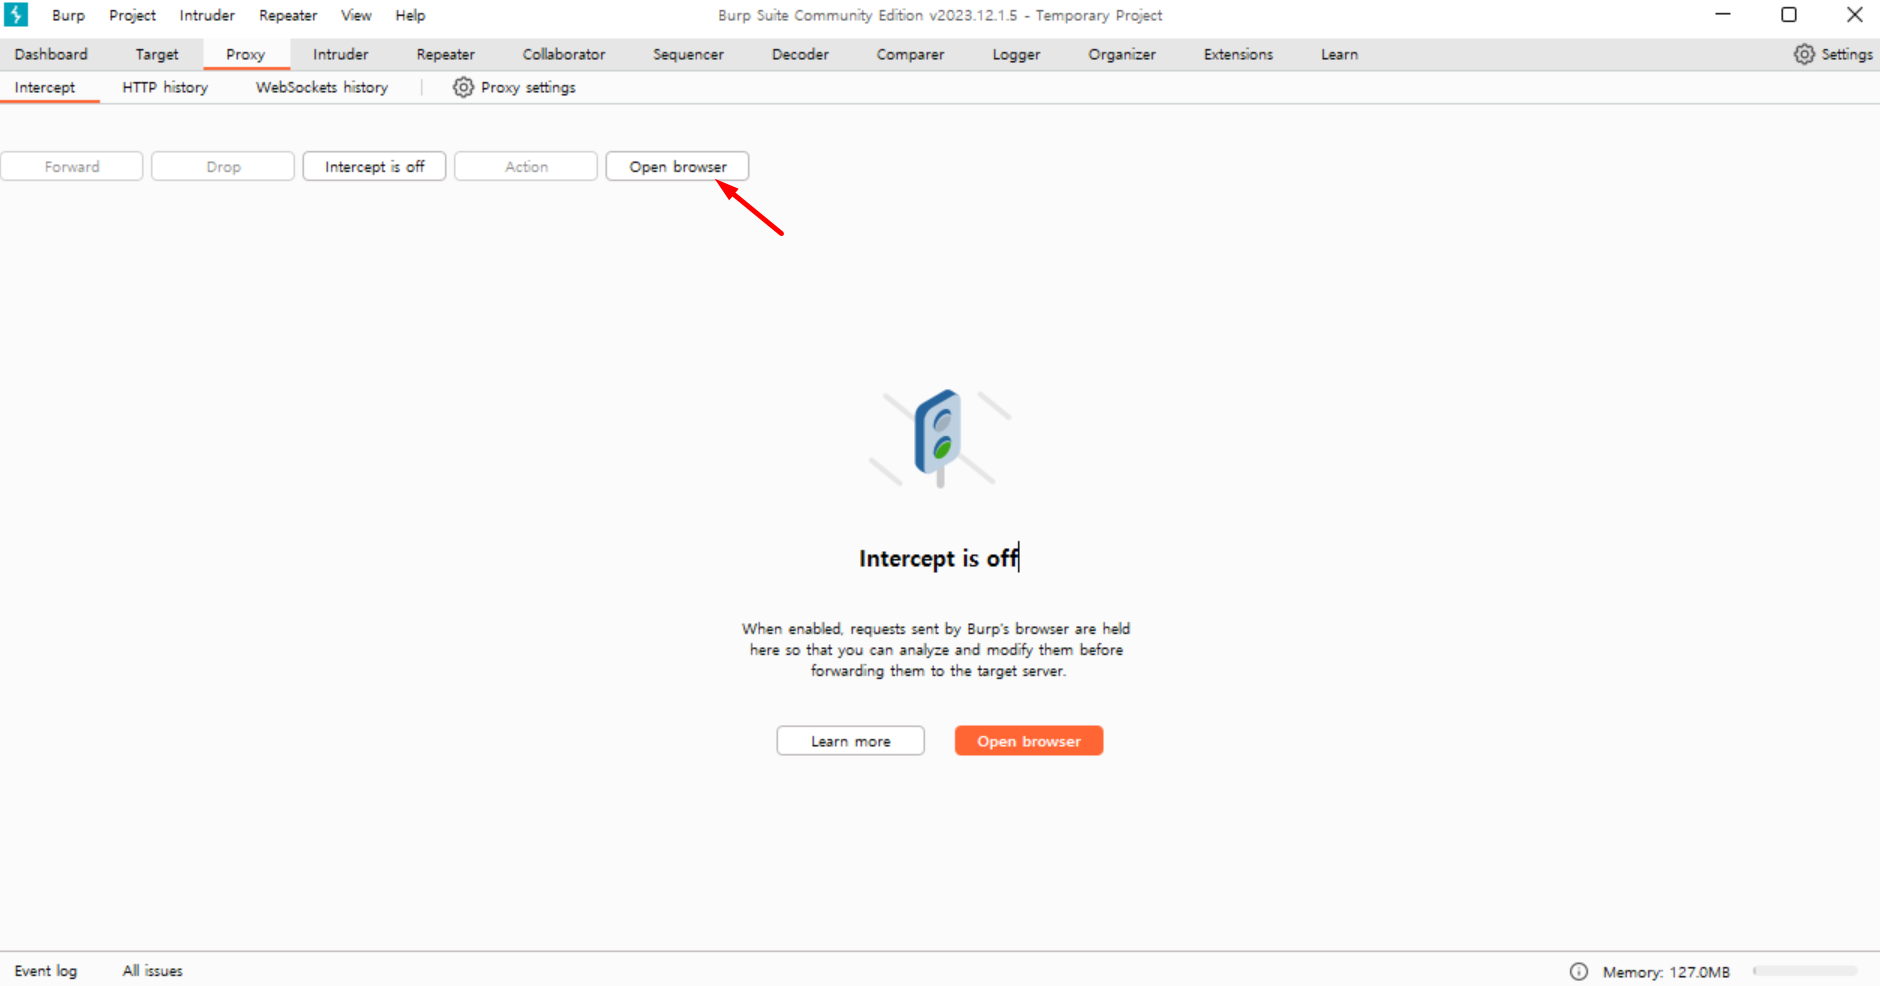 Burp Project Intruder Repeater View Help Burp Suite Community Edition v2023.12.1.5 - Temporary Project
Dashboard Target Proxy Intruder Repeater Collaborator Sequencer Decoder Comparer Logger Organizer Extensions Learn Settings
Intercept HTTP history WebSockets history Proxy settings
Forward Drop Intercept is off Action Open browser
Intercept is off
When enabled, requests sent by Burp's browser are held
here so that you can analyze and modify them before
forwarding them to the target server.
Learn more Open browser
Event log All issues Memory: 127.0MB